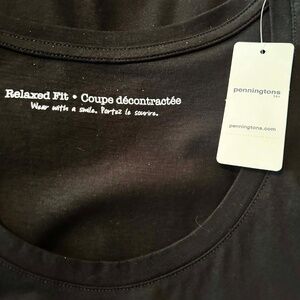 Relaxed Fit • Coupe décontractée
Wear with a smile. Portez le sourire.
penningtons
penningtons.com